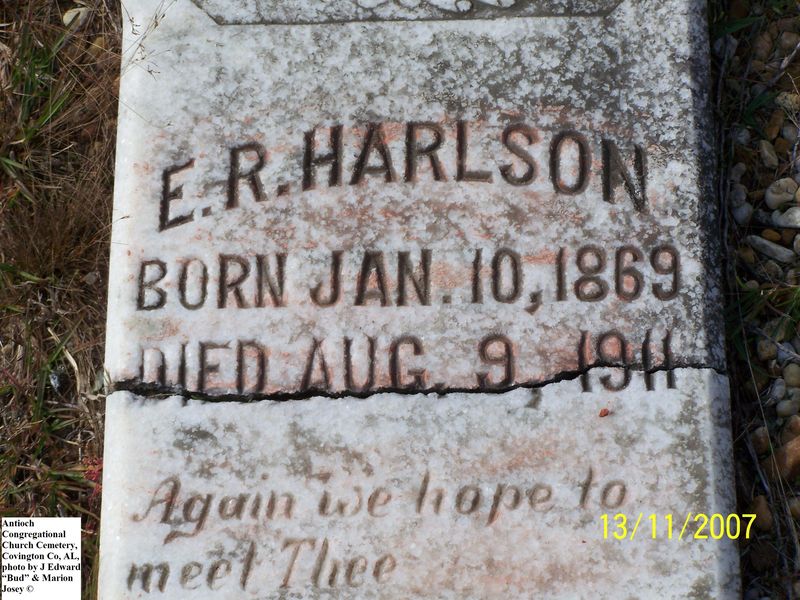 E.R. HARLSON
BORN JAN. 10, 1869
DIED AUG. 9, 1911
Again we hope to
meet Thee
13/11/2007
Antioch
Congregational
Church Cemetery,
Covington Co, AL,
photo by J Edward
"Bud" & Marion
Josey ©